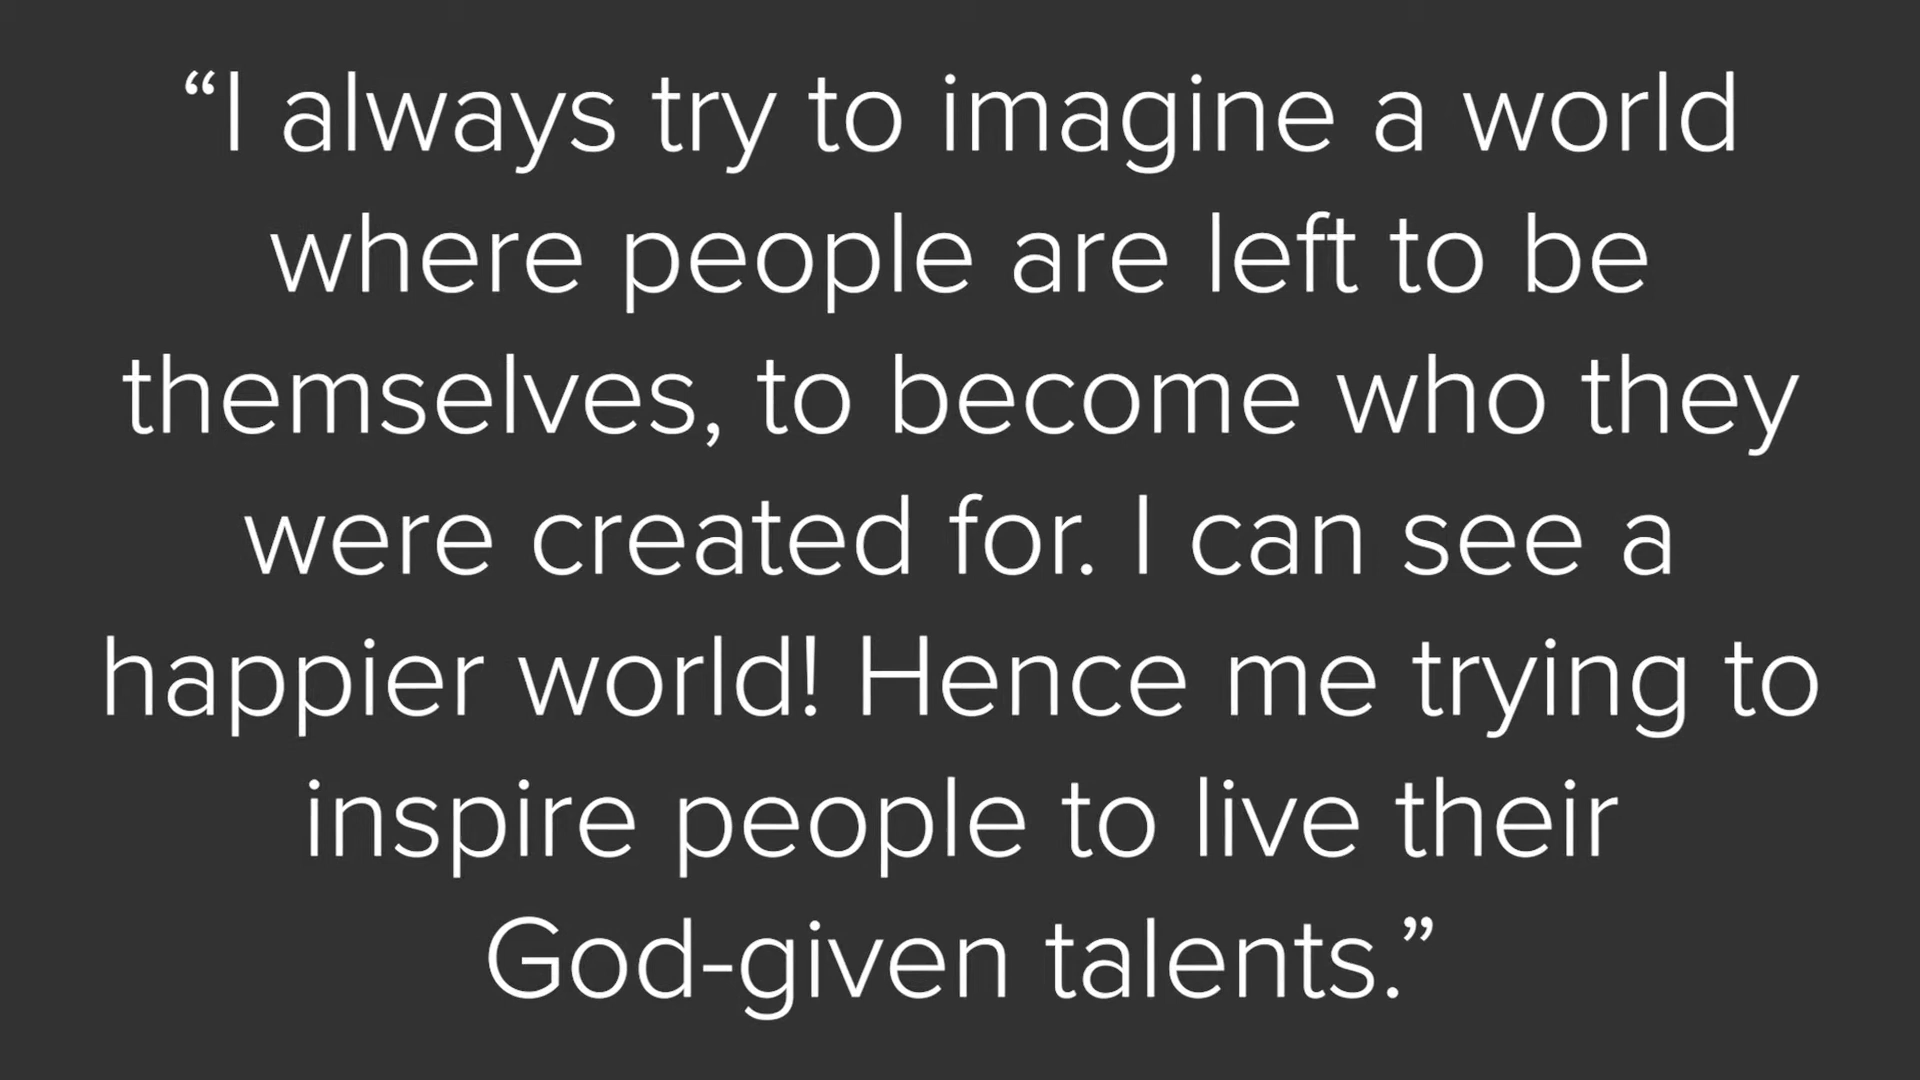 “I always try to imagine a world
where people are left to be
themselves, to become who they
were created for. I can see a
happier world! Hence me trying to
inspire people to live their
God-given talents.”